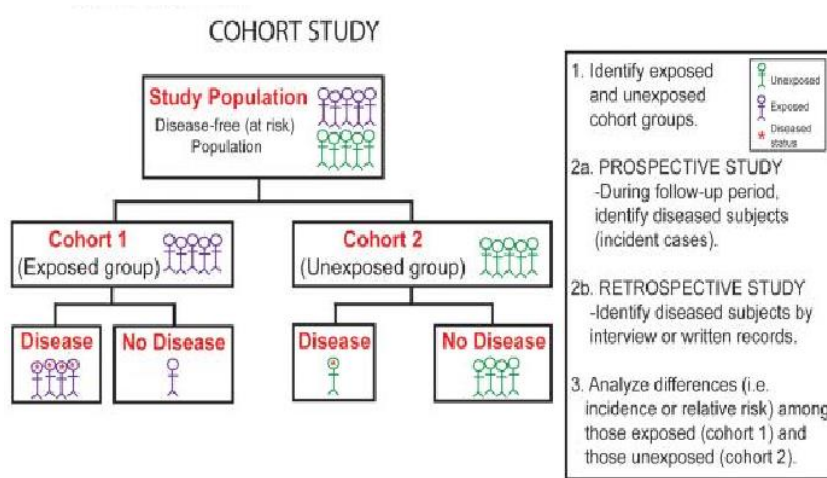 COHORT STUDY
Study Population
Disease-free (at risk)
Population
Cohort 1
(Exposed group)
Cohort 2
(Unexposed group)
Disease
No Disease
Disease
No Disease
1. Identify exposed
and unexposed
cohort groups.
Unexposed
Exposed
Diseased
status
2a. PROSPECTIVE STUDY
-During follow-up period,
identify diseased subjects
(incident cases).
2b. RETROSPECTIVE STUDY
-Identify diseased subjects by
interview or written records.
3. Analyze differences (i.e.
incidence or relative risk) among
those exposed (cohort 1) and
those unexposed (cohort 2).